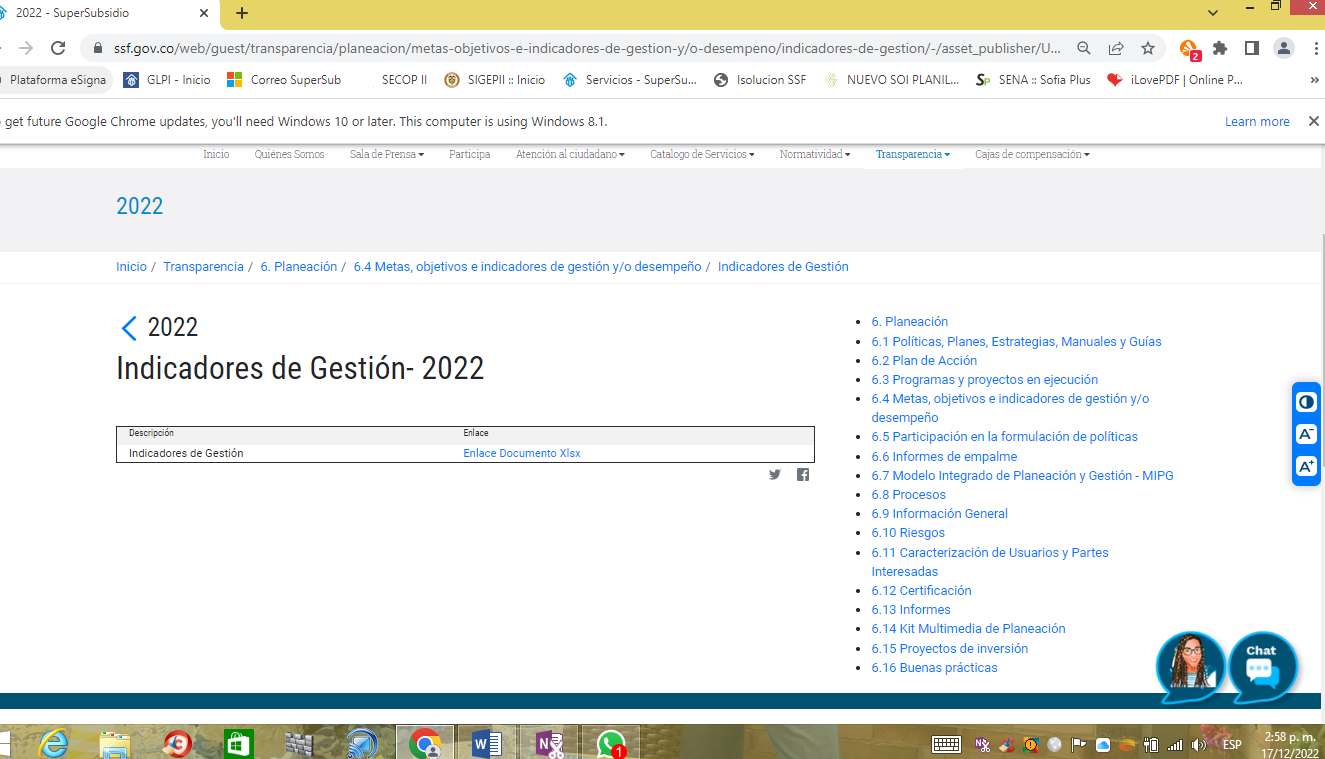 2022 - SuperSubsidio
ssf.gov.co/web/guest/transparencia/planeacion/metas-objetivos-e-indicadores-de-gestion-y/o-desempeno/indicadores-de-gestion/-/asset_publisher/U...
2
Plataforma eSigna GLPI - Inicio Correo SuperSub SECOP II SIGEPII :: Inicio Servicios - SuperSu... Isolucion SSF NUEVO SOI PLANIL... Sp SENA :: Sofia Plus iLovePDF | Online P... »
get future Google Chrome updates, you'll need Windows 10 or later. This computer is using Windows 8.1. Learn more
Inicio Quiénes Somos Sala de Prensa Participa Atención al ciudadano Catalogo de Servicios Normatividad Transparencia Cajas de compensación
2022
Inicio / Transparencia / 6. Planeación / 6.4 Metas, objetivos e indicadores de gestión y/o desempeño / Indicadores de Gestión
2022
Indicadores de Gestión- 2022
Descripción Enlace
Indicadores de Gestión Enlace Documento Xlsx
6. Planeación
6.1 Políticas, Planes, Estrategias, Manuales y Guías
6.2 Plan de Acción
6.3 Programas y proyectos en ejecución
6.4 Metas, objetivos e indicadores de gestión y/o
desempeño
6.5 Participación en la formulación de políticas
6.6 Informes de empalme
6.7 Modelo Integrado de Planeación y Gestión - MIPG
6.8 Procesos
6.9 Información General
6.10 Riesgos
6.11 Caracterización de Usuarios y Partes
Interesadas
6.12 Certificación
6.13 Informes
6.14 Kit Multimedia de Planeación
6.15 Proyectos de inversión
6.16 Buenas prácticas
A-
A+
Chat
1
ESP
2:58 p. m.
17/12/2022